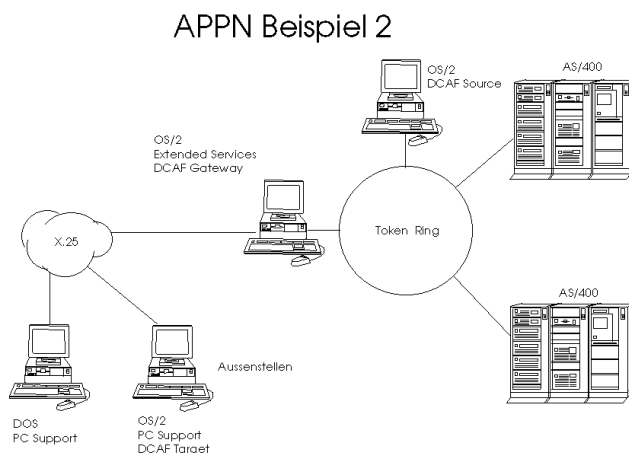 APPN Beispiel 2
OS/2
DCAF Source
AS/400
OS/2
Extended Services
DCAF Gateway
X.25
Token Ring
AS/400
Aussenstellen
DOS
PC Support
OS/2
PC Support
DCAF Target